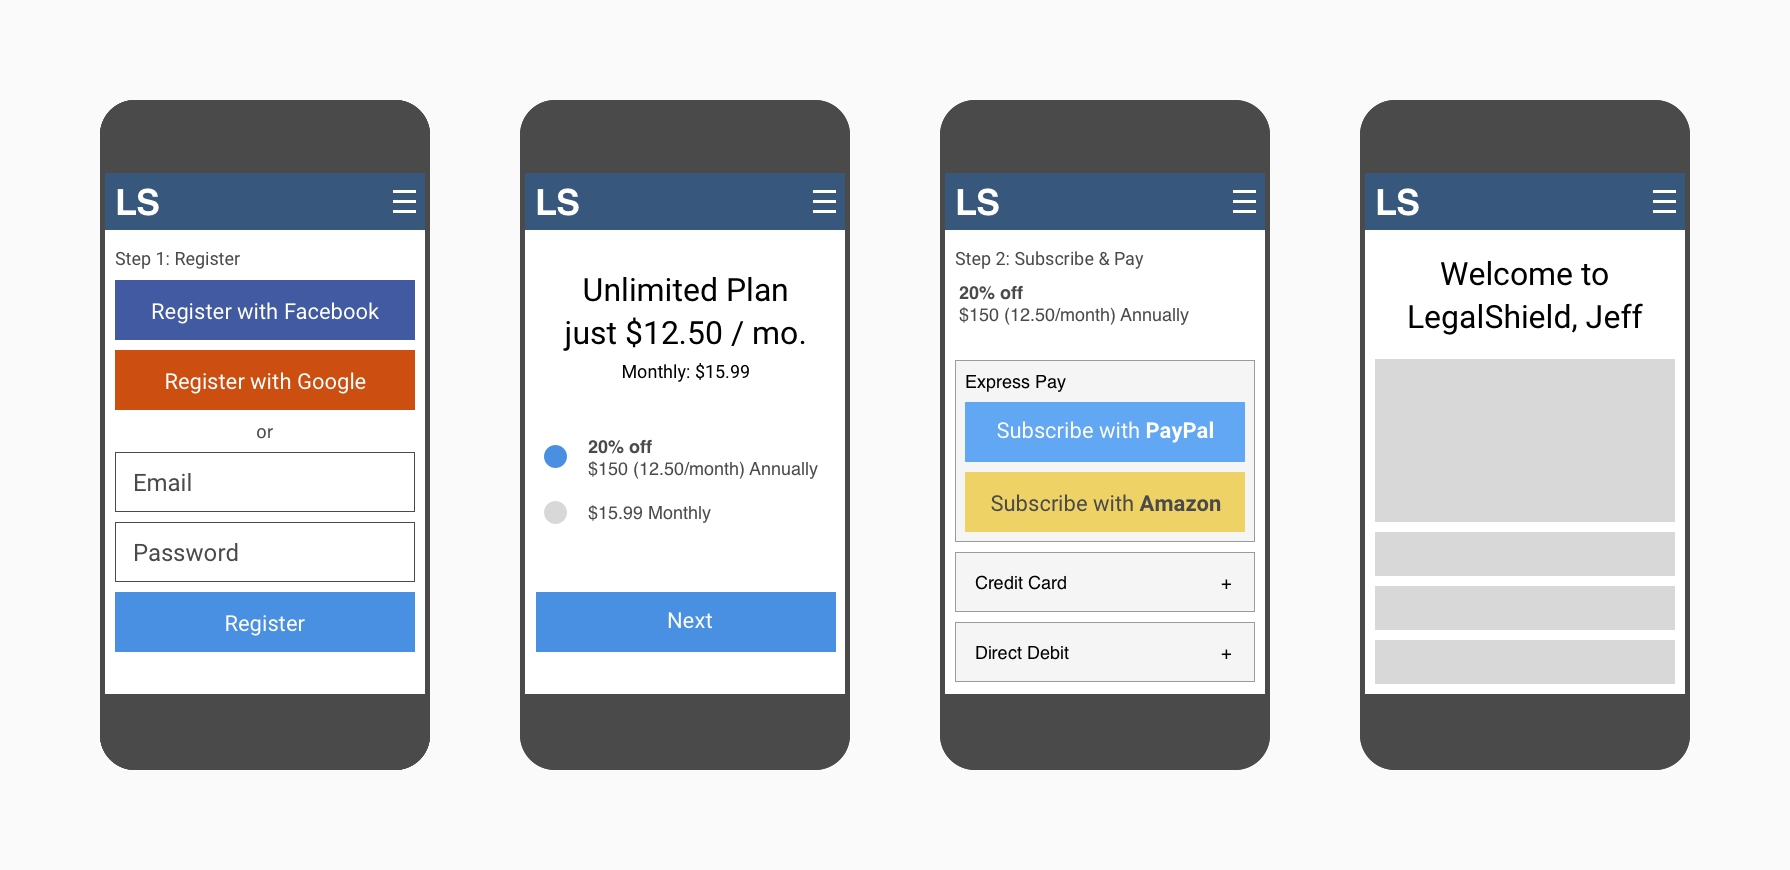 LS
Step 1: Register
Register with Facebook
Register with Google
or
Email
Password
Register
LS
Unlimited Plan
just $12.50 / mo.
Monthly: $15.99
20% off
$150 (12.50/month) Annually
$15.99 Monthly
Next
LS
Step 2: Subscribe & Pay
20% off
$150 (12.50/month) Annually
Express Pay
Subscribe with PayPal
Subscribe with Amazon
Credit Card +
Direct Debit +
LS
Welcome to
LegalShield, Jeff